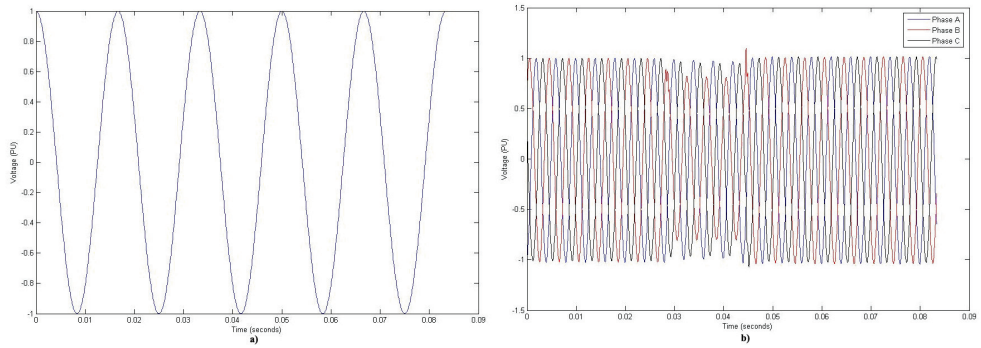 1
0.8
0.6
0.4
0.2
0
-0.2
-0.4
-0.6
-0.8
-1
Voltage (PU)
0 0.01 0.02 0.03 0.04 0.05 0.06 0.07 0.08 0.09
Time (seconds)
a)
1.5
1
0.5
0
-0.5
-1
-1.5
Voltage (PU)
Phase A
Phase B
Phase C
0 0.01 0.02 0.03 0.04 0.05 0.06 0.07 0.08 0.09
Time (seconds)
b)